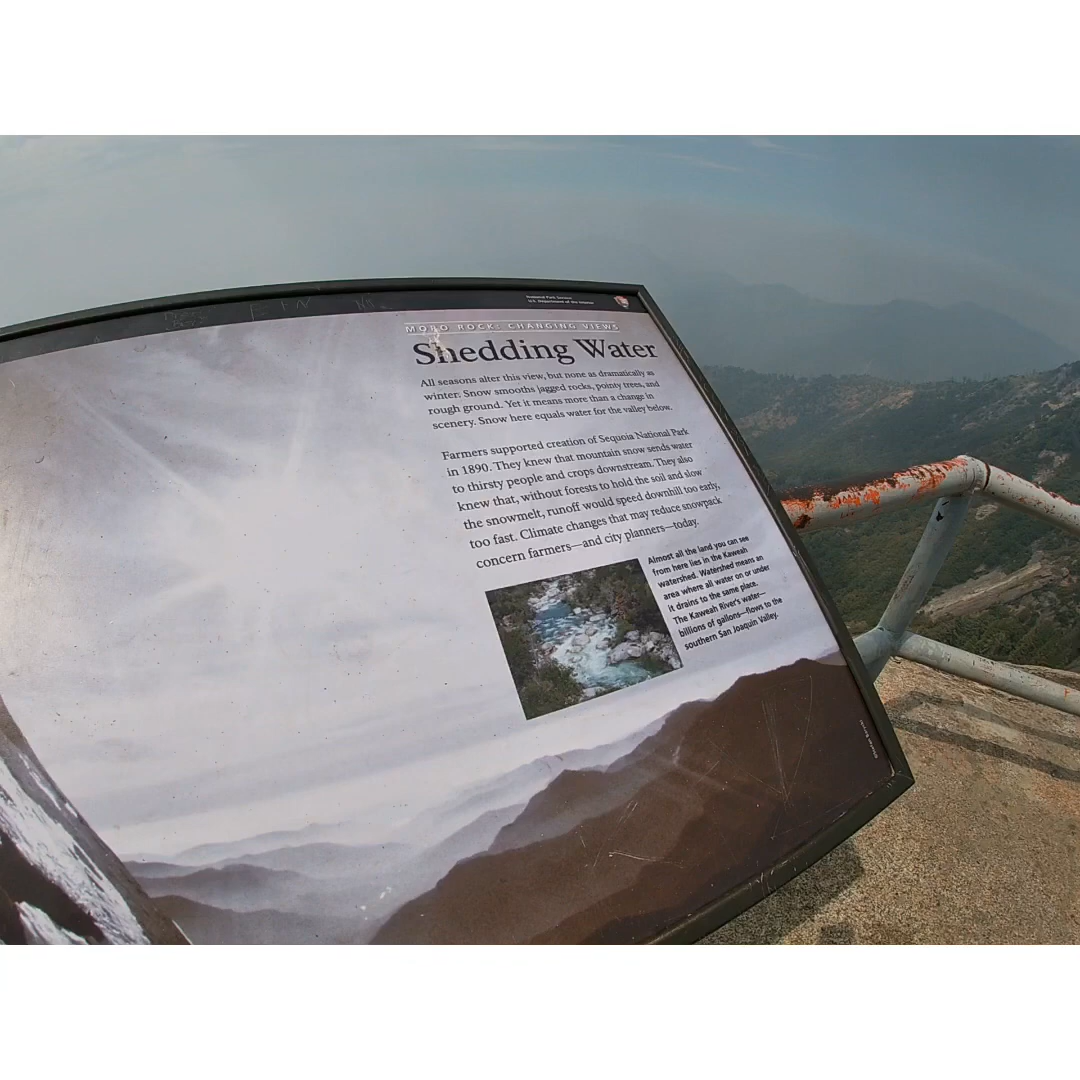 National Park Service
U.S. Department of the Interior
MORO ROCK: CHANGING VIEWS
Shedding Water
All seasons alter this view, but none as dramatically as
winter. Snow smooths jagged rocks, pointy trees, and
rough ground. Yet it means more than a change in
scenery. Snow here equals water for the valley below.
Farmers supported creation of Sequoia National Park
in 1890. They knew that mountain snow sends water
to thirsty people and crops downstream. They also
knew that, without forests to hold the soil and slow
the snowmelt, runoff would speed downhill too early,
too fast. Climate changes that may reduce snowpack
concern farmers—and city planners—today.
Almost all the land you can see
from here lies in the Kaweah
watershed. Watershed means an
area where all water on or under
it drains to the same place.
The Kaweah River's water—
billions of gallons—flows to the
southern San Joaquin Valley.